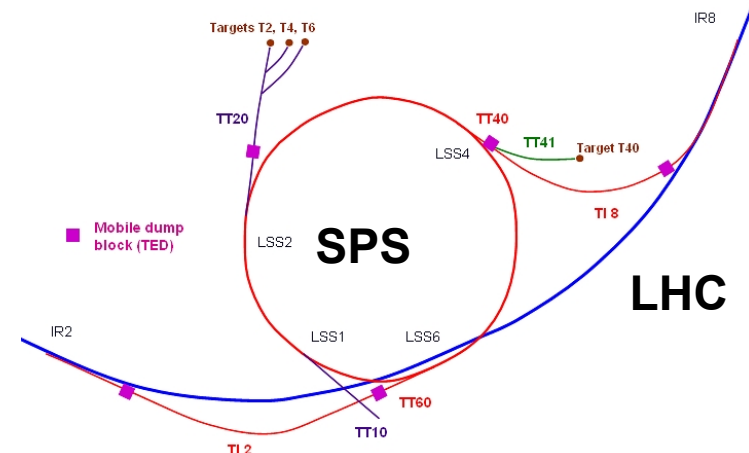 IR8
Targets T2, T4, T6
TT20
TT40
TT41
Target T40
LSS4
TI 8
Mobile dump
block (TED)
LSS2
SPS
LHC
IR2
LSS1
LSS6
TT60
TT10
TI 2